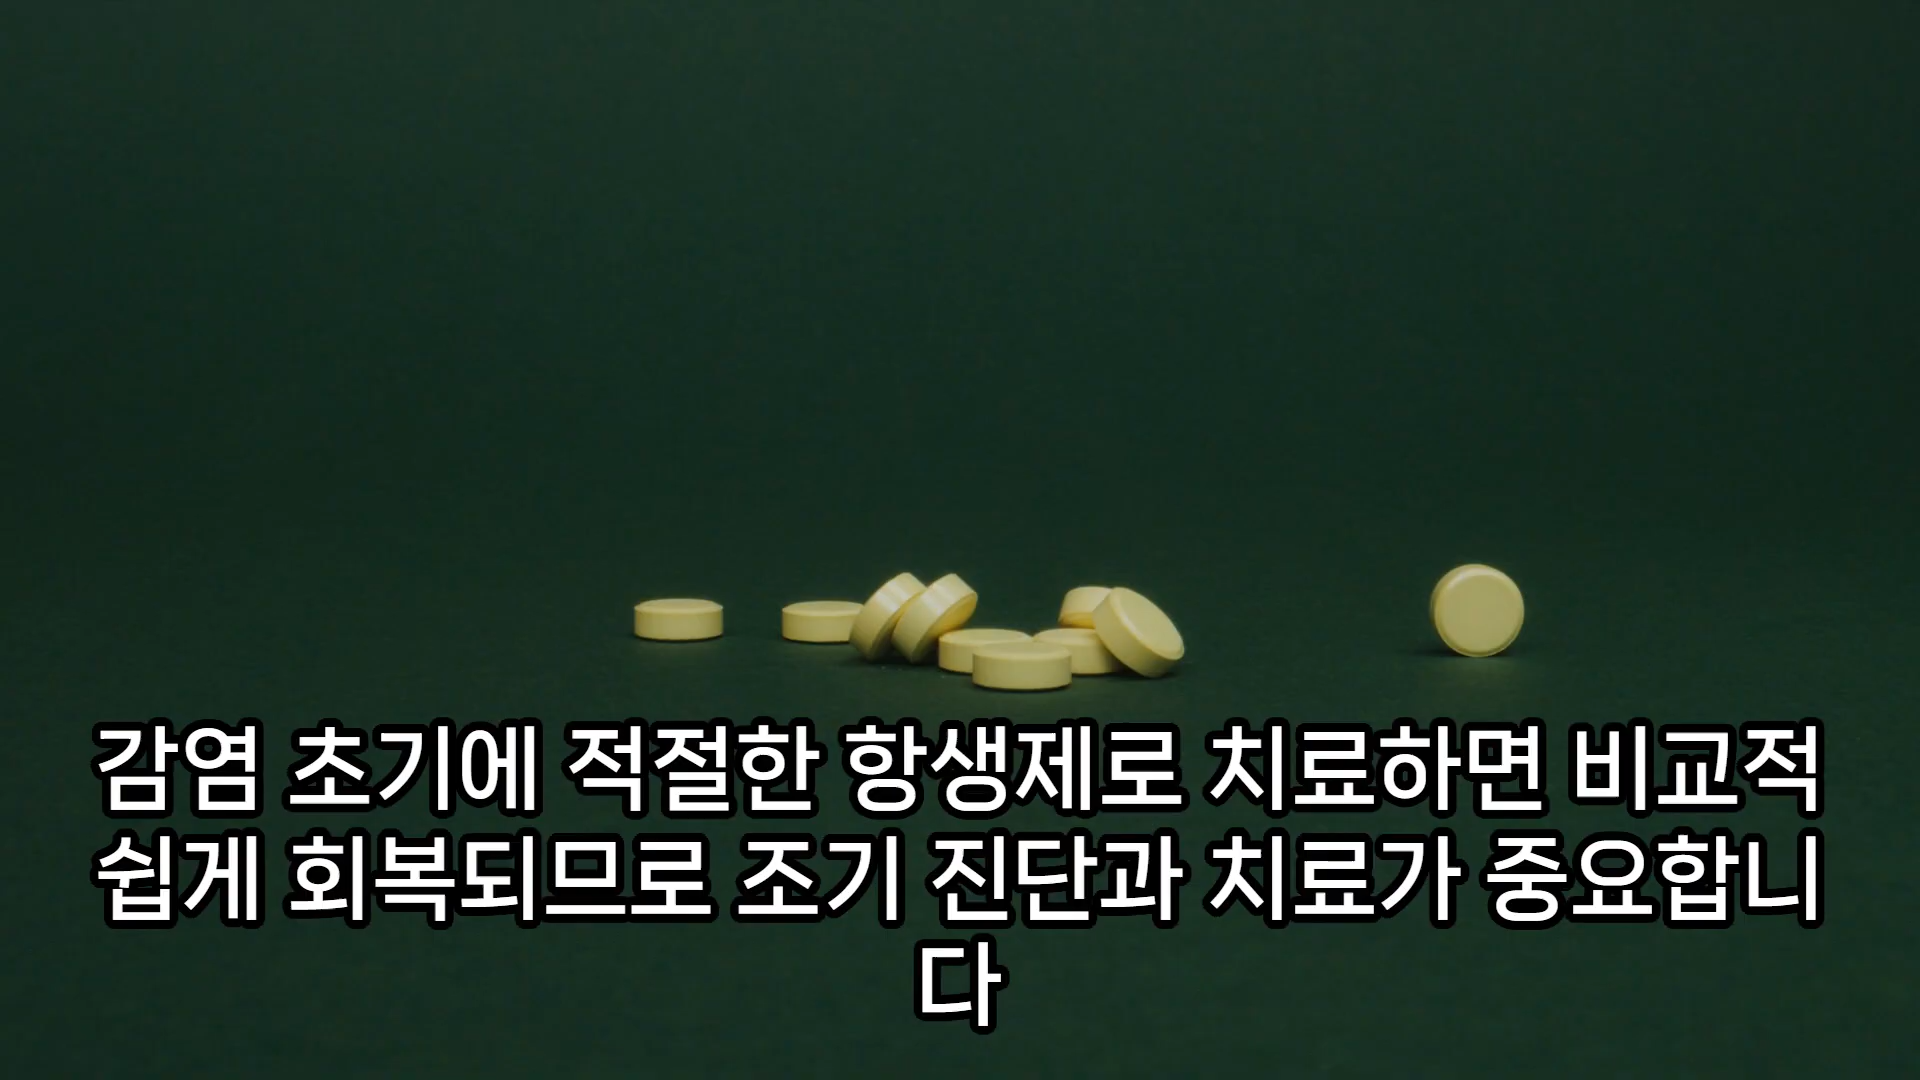 감염 초기에 적절한 항생제로 치료하면 비교적
쉽게 회복되므로 조기 진단과 치료가 중요합니
다